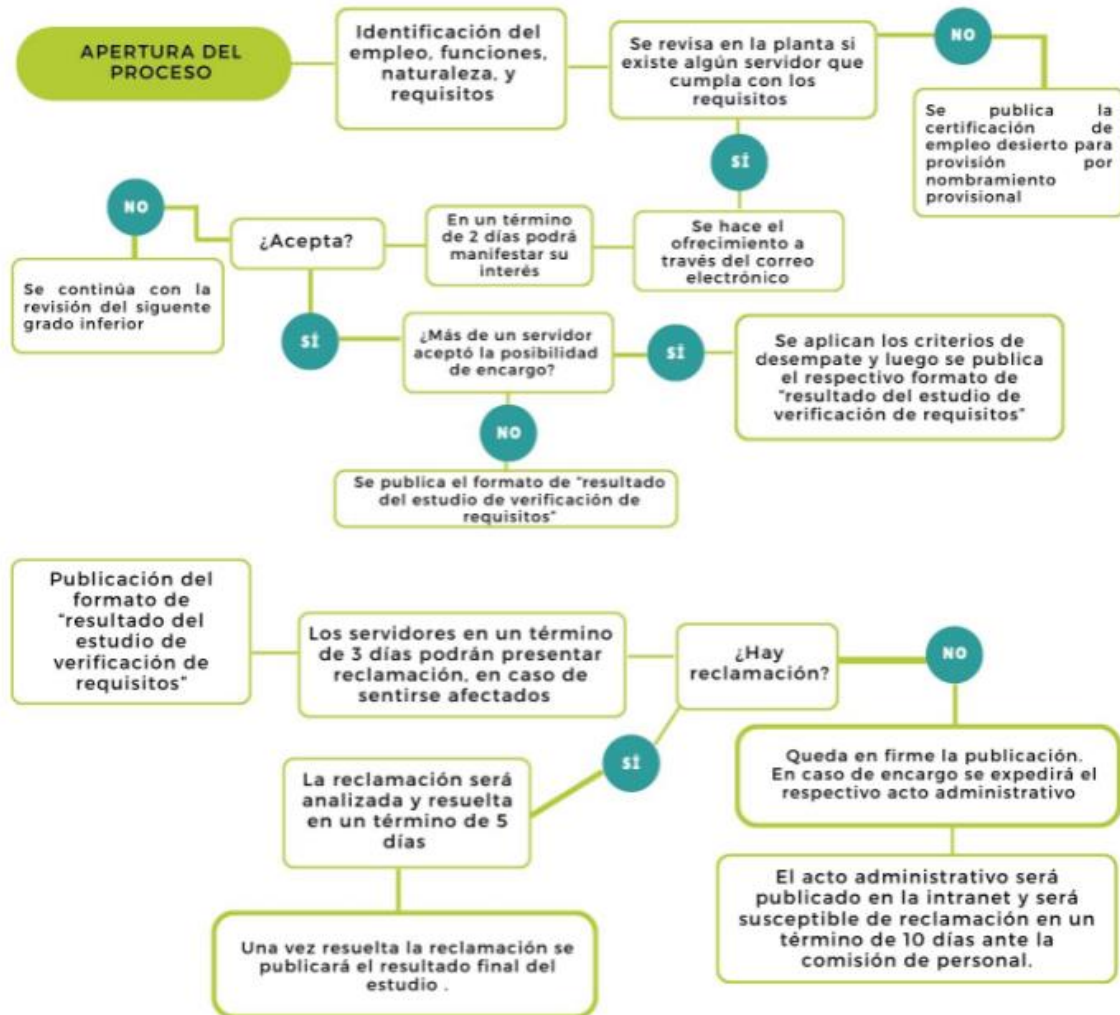 APERTURA DEL
PROCESO
Identificación del
empleo, funciones,
naturaleza, y
requisitos
Se revisa en la planta si
existe algún servidor que
cumpla con los
requisitos
NO
Se publica la
certificación de
empleo desierto para
provisión por
nombramiento
provisional
SÍ
Se hace el
ofrecimiento a
través del correo
electrónico
En un término
de 2 días podrá
manifestar su
interés
¿Acepta?
NO
Se continúa con la
revisión del siguente
grado inferior
SÍ
¿Más de un servidor
aceptó la posibilidad
de encargo?
SÍ
Se aplican los criterios de
desempate y luego se publica
el respectivo formato de
"resultado del estudio de
verificación de requisitos"
NO
Se publica el formato de "resultado
del estudio de verificación de
requisitos"
Publicación del
formato de
"resultado del
estudio de
verificación de
requisitos"
Los servidores en un término
de 3 días podrán presentar
reclamación, en caso de
sentirse afectados
¿Hay
reclamación?
NO
Queda en firme la publicación.
En caso de encargo se expedirá el
respectivo acto administrativo
El acto administrativo será
publicado en la intranet y será
susceptible de reclamación en un
término de 10 días ante la
comisión de personal.
SÍ
La reclamación será
analizada y resuelta
en un término de 5
días
Una vez resuelta la reclamación se
publicará el resultado final del
estudio .